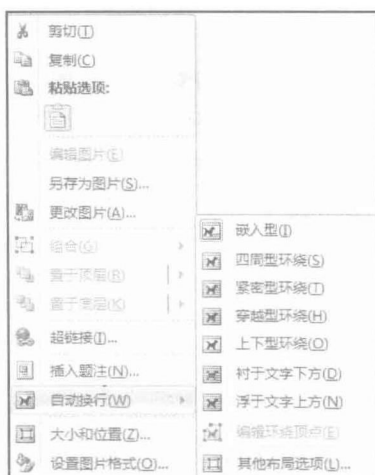 剪切(T)
复制(C)
粘贴选项:
编辑图片(E)
另存为图片(S)...
更改图片(A)...
组合(G)
置于顶层(R)
置于底层(K)
超链接(I)...
插入题注(N)...
自动换行(W)
大小和位置(Z)...
设置图片格式(O)...
嵌入型(I)
四周型环绕(S)
紧密型环绕(T)
穿越型环绕(H)
上下型环绕(O)
衬于文字下方(D)
浮于文字上方(N)
编辑环绕顶点(E)
其他布局选项(L)...